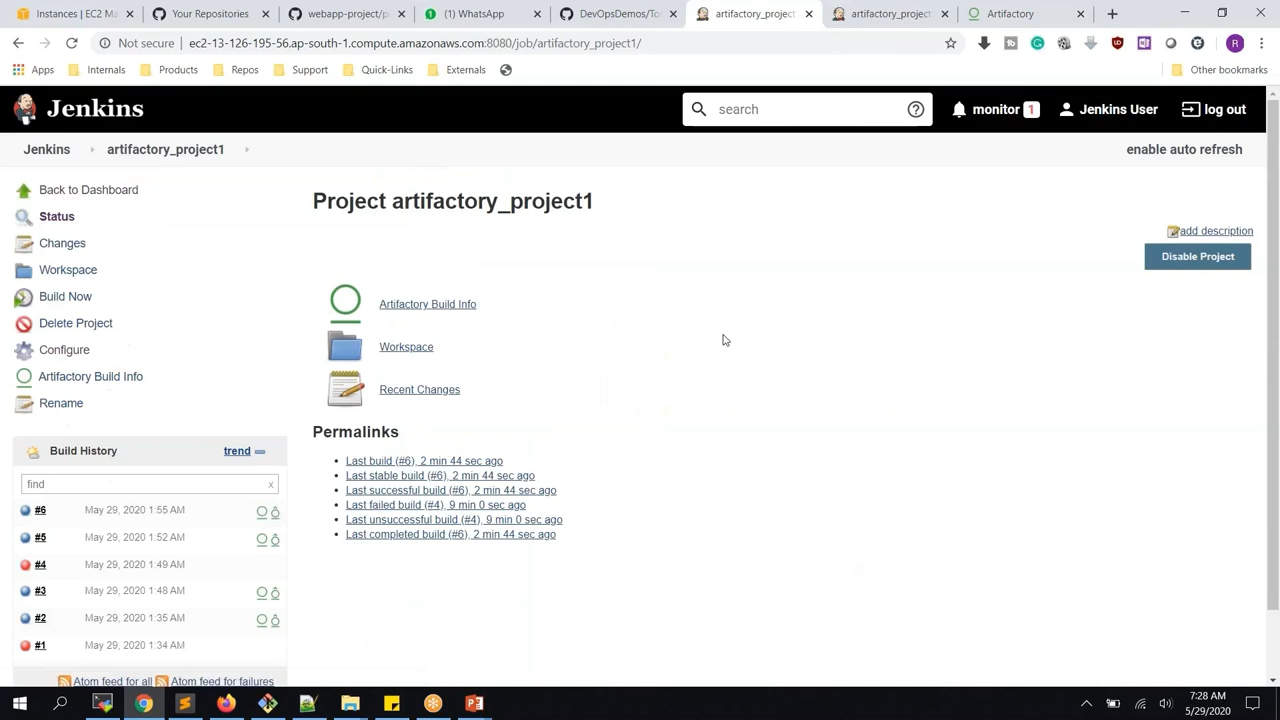 Instances | EC2 Ma
Your Repositories
webapp-project/p
(1) WhatsApp
DevOpsDemos/To
artifactory_project
artifactory_project
Artifactory
Not secure | ec2-13-126-195-56.ap-south-1.compute.amazonaws.com:8080/job/artifactory_project1/
Apps
Internals
Products
Repos
Support
Quick-Links
Externals
Other bookmarks
Jenkins
search
monitor 1
Jenkins User
log out
Jenkins
artifactory_project1
enable auto refresh
Back to Dashboard
Status
Changes
Workspace
Build Now
Delete Project
Configure
Artifactory Build Info
Rename
Project artifactory_project1
add description
Disable Project
Artifactory Build Info
Workspace
Recent Changes
Permalinks
Last build (#6), 2 min 44 sec ago
Last stable build (#6), 2 min 44 sec ago
Last successful build (#6), 2 min 44 sec ago
Last failed build (#4), 9 min 0 sec ago
Last unsuccessful build (#4), 9 min 0 sec ago
Last completed build (#6), 2 min 44 sec ago
Build History
trend
find
x
#6 May 29, 2020 1:55 AM
#5 May 29, 2020 1:52 AM
#4 May 29, 2020 1:49 AM
#3 May 29, 2020 1:48 AM
#2 May 29, 2020 1:35 AM
#1 May 29, 2020 1:34 AM
Atom feed for all
Atom feed for failures
7:28 AM
5/29/2020